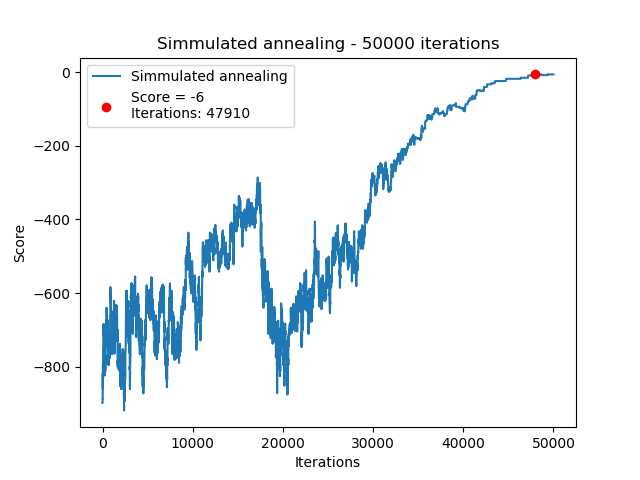 Simmulated annealing - 50000 iterations
Simmulated annealing
Score = -6
Iterations: 47910
Score
0
−200
−400
−600
−800
0 10000 20000 30000 40000 50000
Iterations